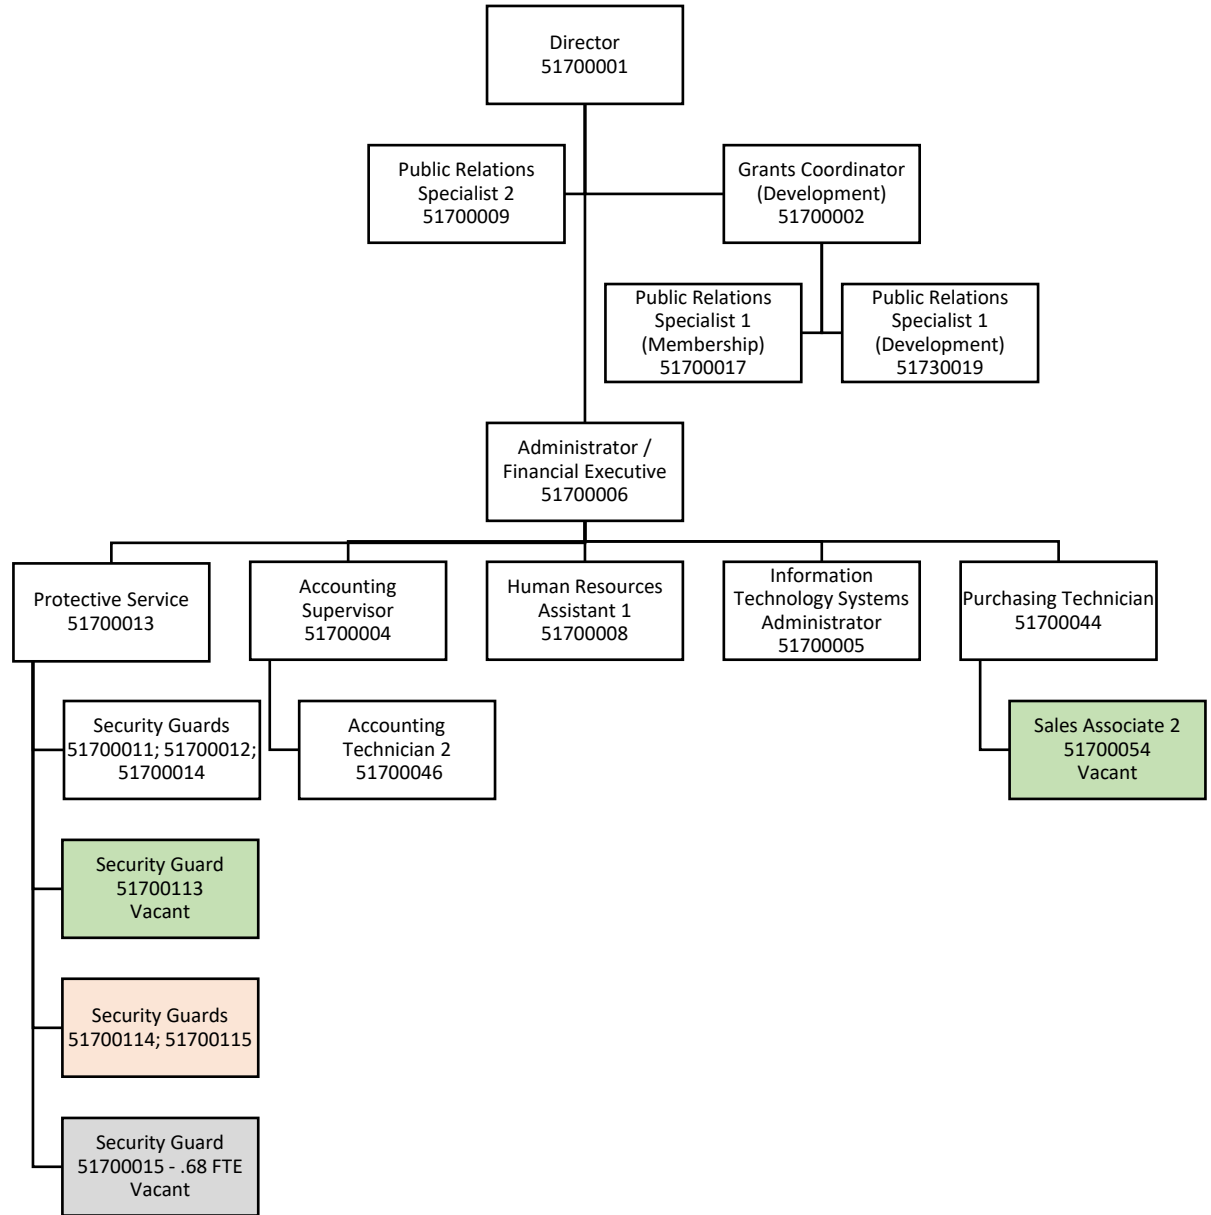 Director
51700001
Public Relations
Specialist 2
51700009
Grants Coordinator
(Development)
51700002
Public Relations
Specialist 1
(Membership)
51700017
Public Relations
Specialist 1
(Development)
51730019
Administrator /
Financial Executive
51700006
Protective Service
51700013
Accounting
Supervisor
51700004
Human Resources
Assistant 1
51700008
Information
Technology Systems
Administrator
51700005
Purchasing Technician
51700044
Security Guards
51700011; 51700012;
51700014
Accounting
Technician 2
51700046
Sales Associate 2
51700054
Vacant
Security Guard
51700113
Vacant
Security Guards
51700114; 51700115
Security Guard
51700015 - .68 FTE
Vacant